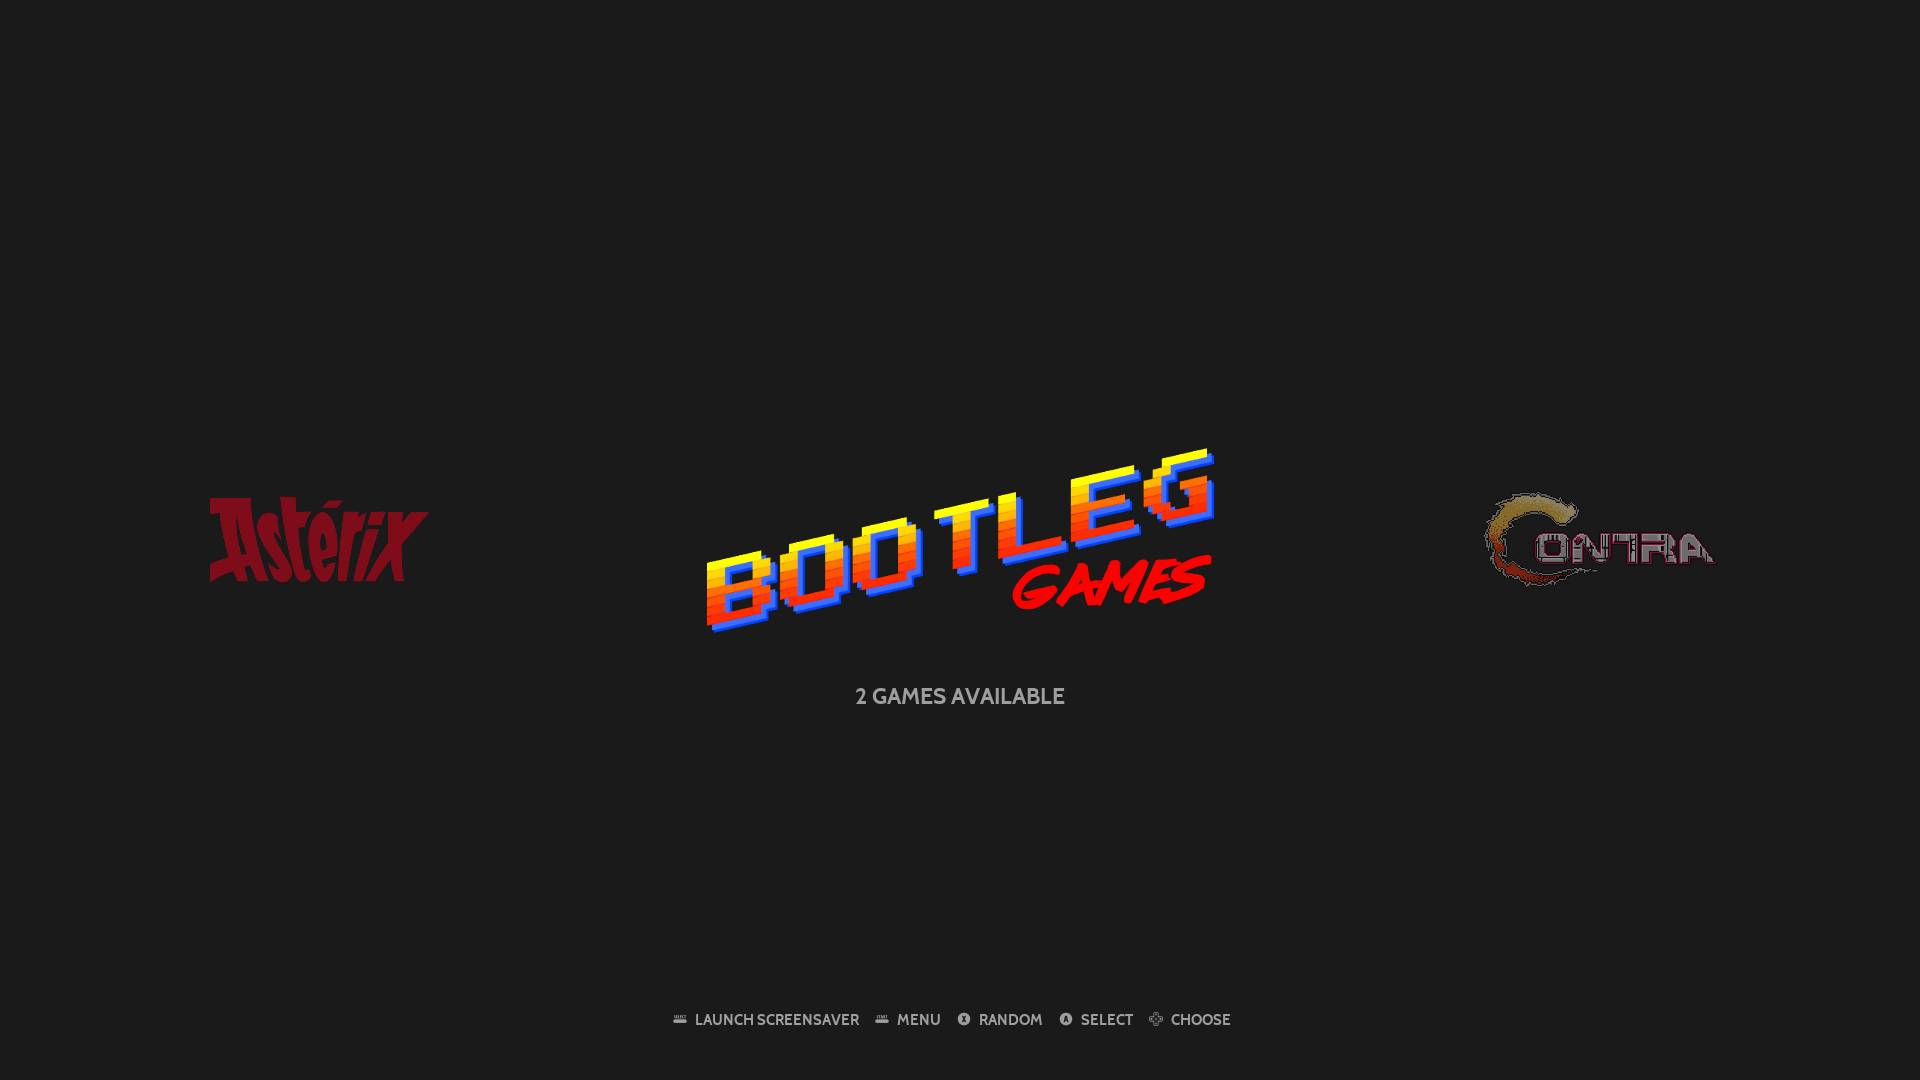 Astérix
BOOTLEG
GAMES
CONTRA
2 GAMES AVAILABLE
SELECT LAUNCH SCREENSAVER START MENU X RANDOM A SELECT CHOOSE